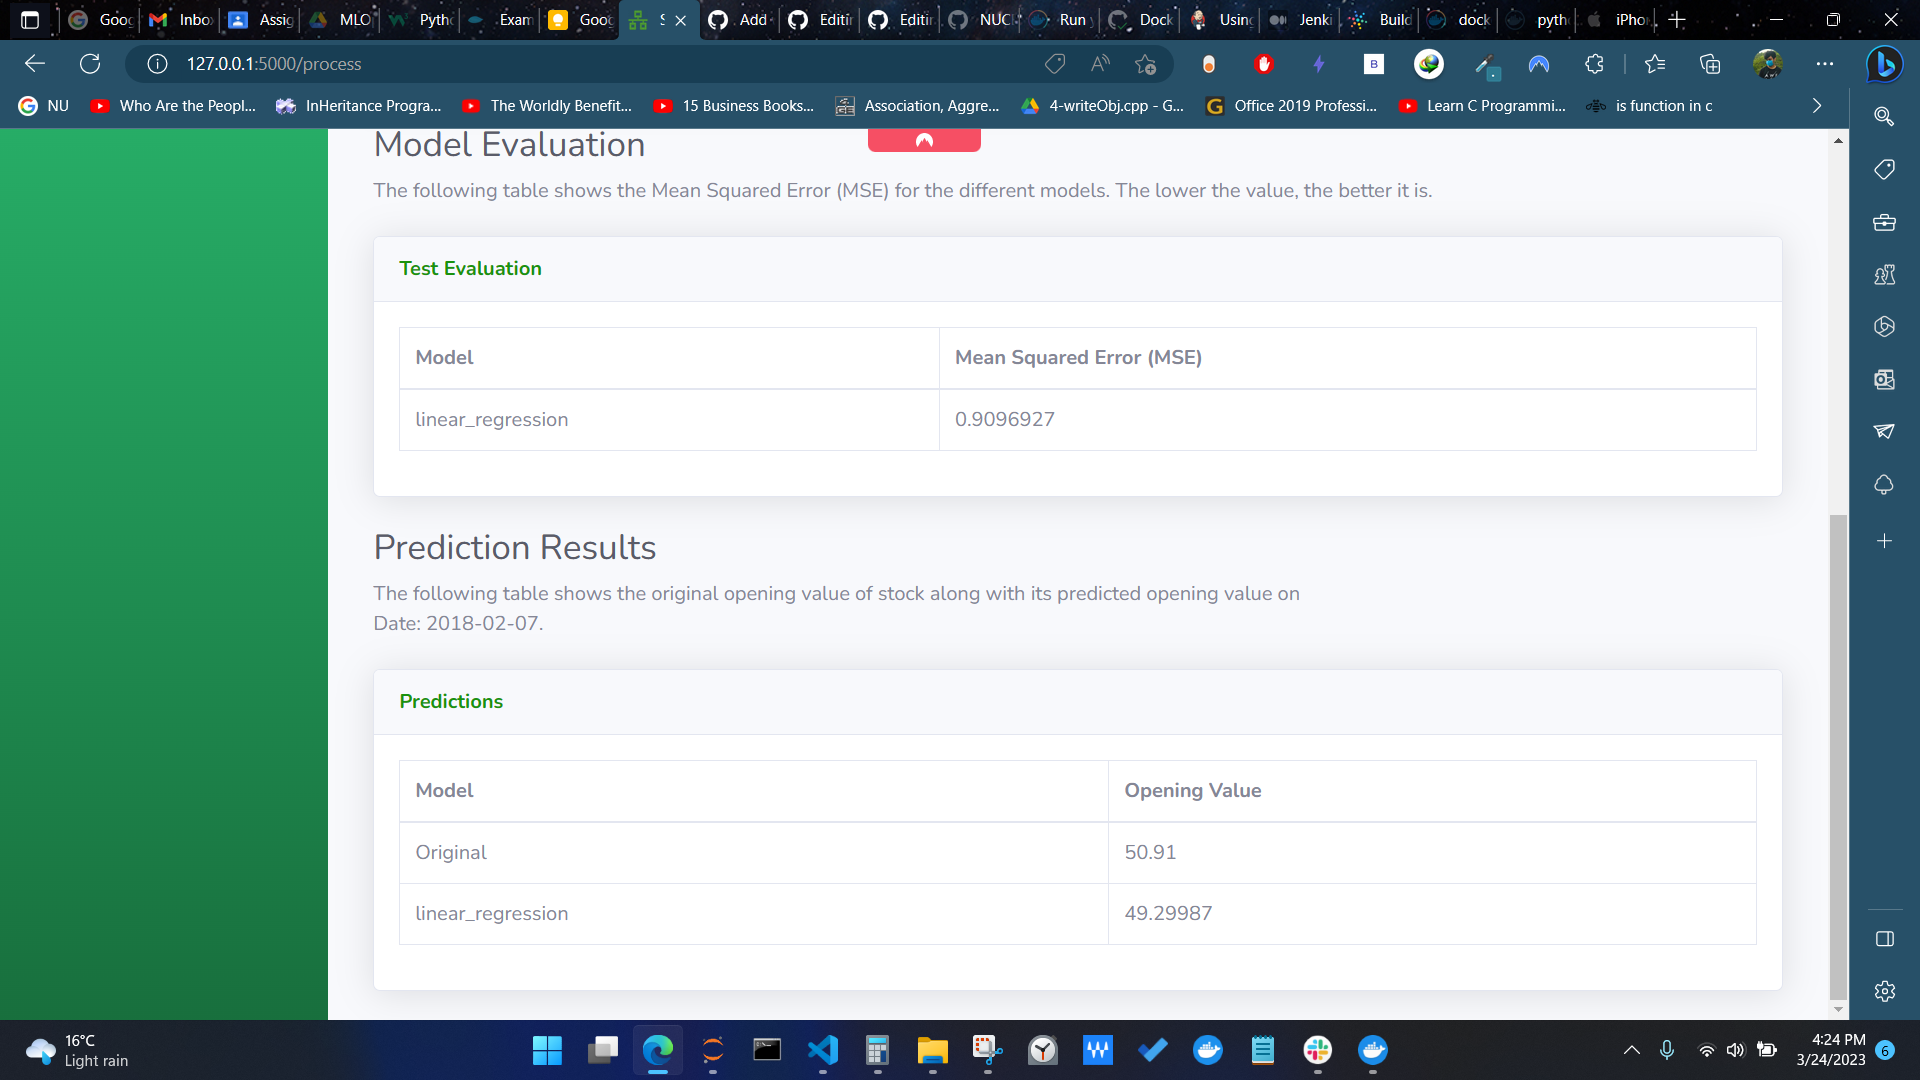 Goo
Inbo
Assig
MLO
Pyth
Exam
Goo
S
Add
Editi
Editi
NUC
Run
Dock
Using
Jenki
Build
dock
pyth
iPho
127.0.0.1:5000/process
NU
Who Are the Peopl...
InHeritance Progra...
The Worldly Benefit...
15 Business Books...
Association, Aggre...
4-writeObj.cpp - G...
Office 2019 Professi...
Learn C Programmi...
is function in c
Model Evaluation
The following table shows the Mean Squared Error (MSE) for the different models. The lower the value, the better it is.
Test Evaluation
Model Mean Squared Error (MSE)
linear_regression 0.9096927
Prediction Results
The following table shows the original opening value of stock along with its predicted opening value on
Date: 2018-02-07.
Predictions
Model Opening Value
Original 50.91
linear_regression 49.29987
16°C
Light rain
4:24 PM
3/24/2023
6